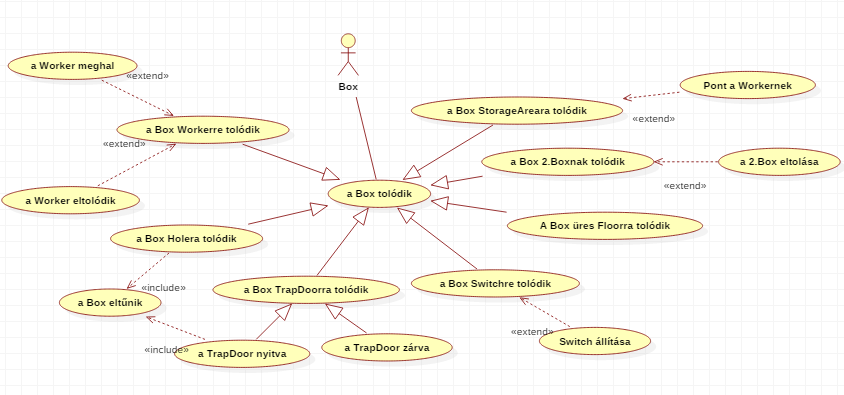 a Worker meghal
«extend»
Box
Pont a Workernek
a Box StorageAreara tolódik
«extend»
a Box Workerre tolódik
«extend»
a Box 2.Boxnak tolódik
a 2.Box eltolása
«extend»
a Worker eltolódik
a Box tolódik
A Box üres Floorra tolódik
a Box Holera tolódik
«include»
a Box TrapDoorra tolódik
a Box Switchre tolódik
a Box eltűnik
«extend»
Switch állítása
«include»
a TrapDoor nyitva
a TrapDoor zárva